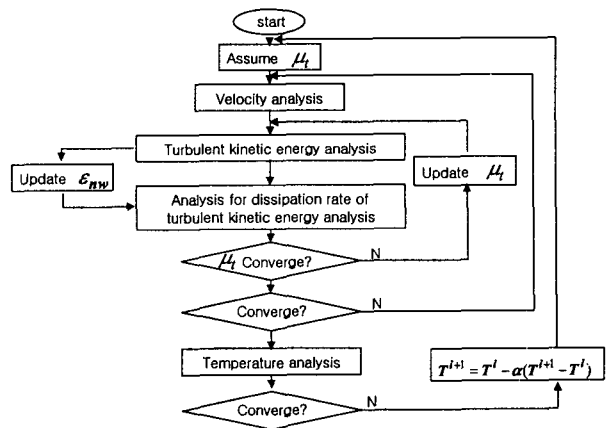 start
Assume μt
Velocity analysis
Turbulent kinetic energy analysis
Update εnw
Update μt
Analysis for dissipation rate of
turbulent kinetic energy analysis
μt Converge?
N
Converge?
N
Temperature analysis
T^{i+1} = T^i - α(T^{i+1} - T^i)
Converge?
N